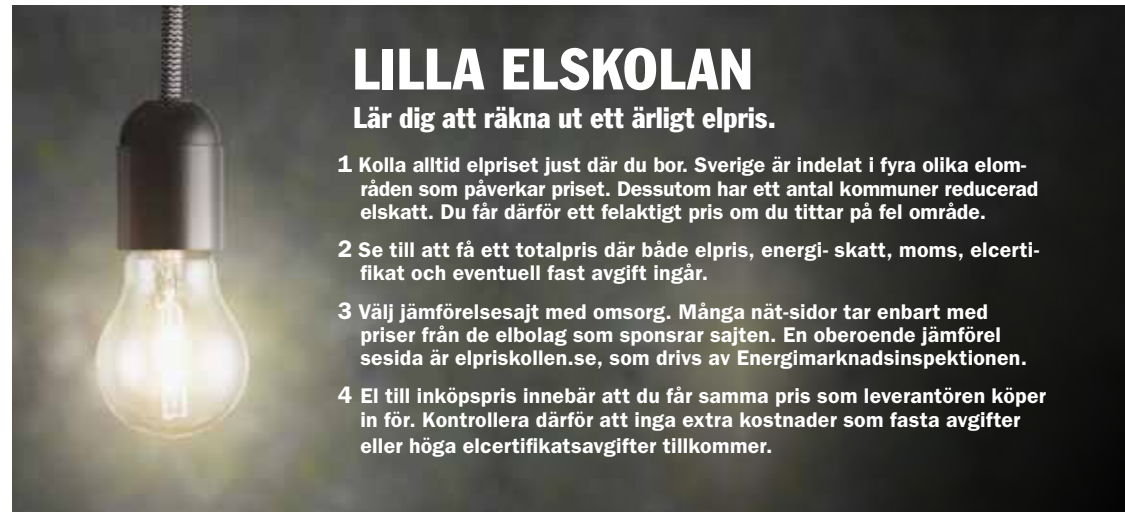 LILLA ELSKOLAN
Lär dig att räkna ut ett ärligt elpris.
1 Kolla alltid elpriset just där du bor. Sverige är indelat i fyra olika elom-
råden som påverkar priset. Dessutom har ett antal kommuner reducerad
elskatt. Du får därför ett felaktigt pris om du tittar på fel område.
2 Se till att få ett totalpris där både elpris, energi- skatt, moms, elcerti-
fikat och eventuell fast avgift ingår.
3 Välj jämförelsesajt med omsorg. Många nät-sidor tar enbart med
priser från de elbolag som sponsrar sajten. En oberoende jämförel
sesida är elpriskollen.se, som drivs av Energimarknadsinspektionen.
4 El till inköpspris innebär att du får samma pris som leverantören köper
in för. Kontrollera därför att inga extra kostnader som fasta avgifter
eller höga elcertifikatsavgifter tillkommer.